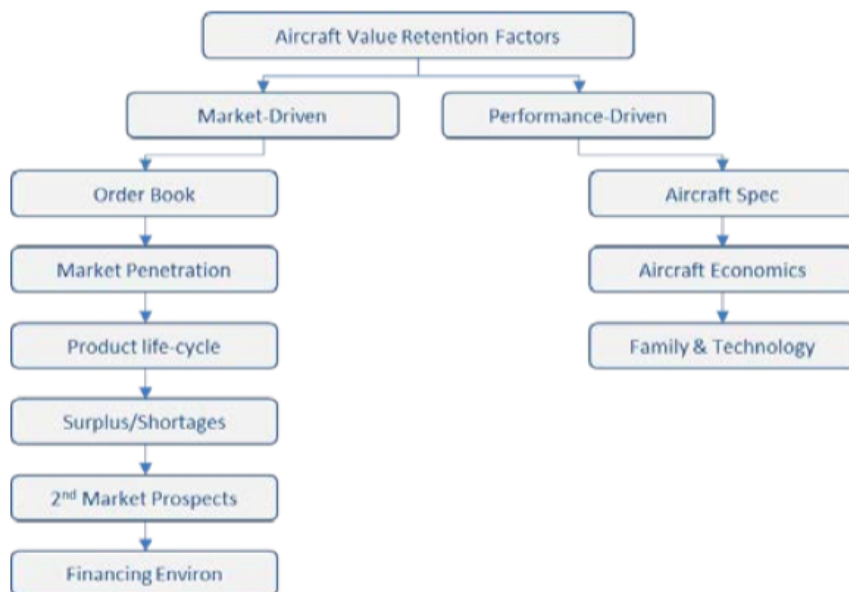 Aircraft Value Retention Factors
Market-Driven
Performance-Driven
Order Book
Market Penetration
Product life-cycle
Surplus/Shortages
2nd Market Prospects
Financing Environ
Aircraft Spec
Aircraft Economics
Family & Technology